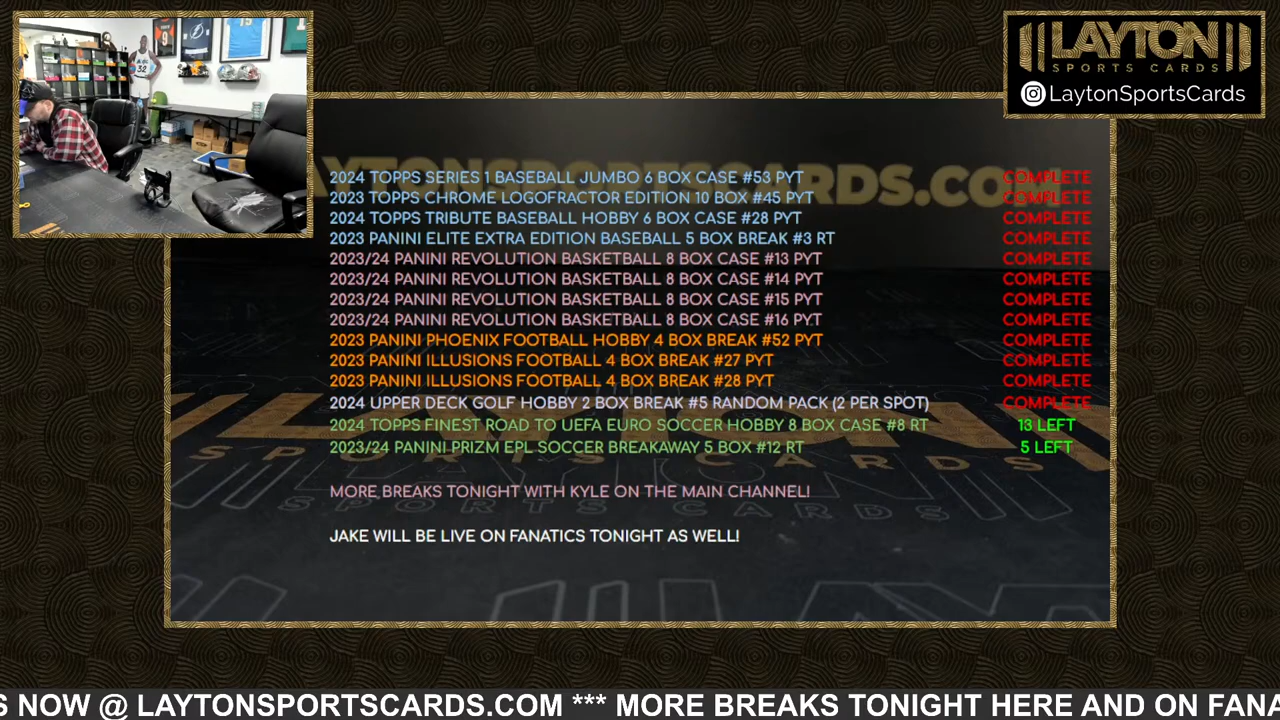 LAYTON
SPORTS CARDS
LaytonSportsCards
LAYTONSPORTSCARDS.CO
2024 TOPPS SERIES 1 BASEBALL JUMBO 6 BOX CASE #53 PYT COMPLETE
2023 TOPPS CHROME LOGOFRACTOR EDITION 10 BOX #45 PYT COMPLETE
2024 TOPPS TRIBUTE BASEBALL HOBBY 6 BOX CASE #28 PYT COMPLETE
2023 PANINI ELITE EXTRA EDITION BASEBALL 5 BOX BREAK #3 RT COMPLETE
2023/24 PANINI REVOLUTION BASKETBALL 8 BOX CASE #13 PYT COMPLETE
2023/24 PANINI REVOLUTION BASKETBALL 8 BOX CASE #14 PYT COMPLETE
2023/24 PANINI REVOLUTION BASKETBALL 8 BOX CASE #15 PYT COMPLETE
2023/24 PANINI REVOLUTION BASKETBALL 8 BOX CASE #16 PYT COMPLETE
2023 PANINI PHOENIX FOOTBALL HOBBY 4 BOX BREAK #52 PYT COMPLETE
2023 PANINI ILLUSIONS FOOTBALL 4 BOX BREAK #27 PYT COMPLETE
2023 PANINI ILLUSIONS FOOTBALL 4 BOX BREAK #28 PYT COMPLETE
2024 UPPER DECK GOLF HOBBY 2 BOX BREAK #5 RANDOM PACK (2 PER SPOT) COMPLETE
2024 TOPPS FINEST ROAD TO UEFA EURO SOCCER HOBBY 8 BOX CASE #8 RT 13 LEFT
2023/24 PANINI PRIZM EPL SOCCER BREAKAWAY 5 BOX #12 RT 5 LEFT
MORE BREAKS TONIGHT WITH KYLE ON THE MAIN CHANNEL!
JAKE WILL BE LIVE ON FANATICS TONIGHT AS WELL!
S NOW @ LAYTONSPORTSCARDS.COM *** MORE BREAKS TONIGHT HERE AND ON FANA